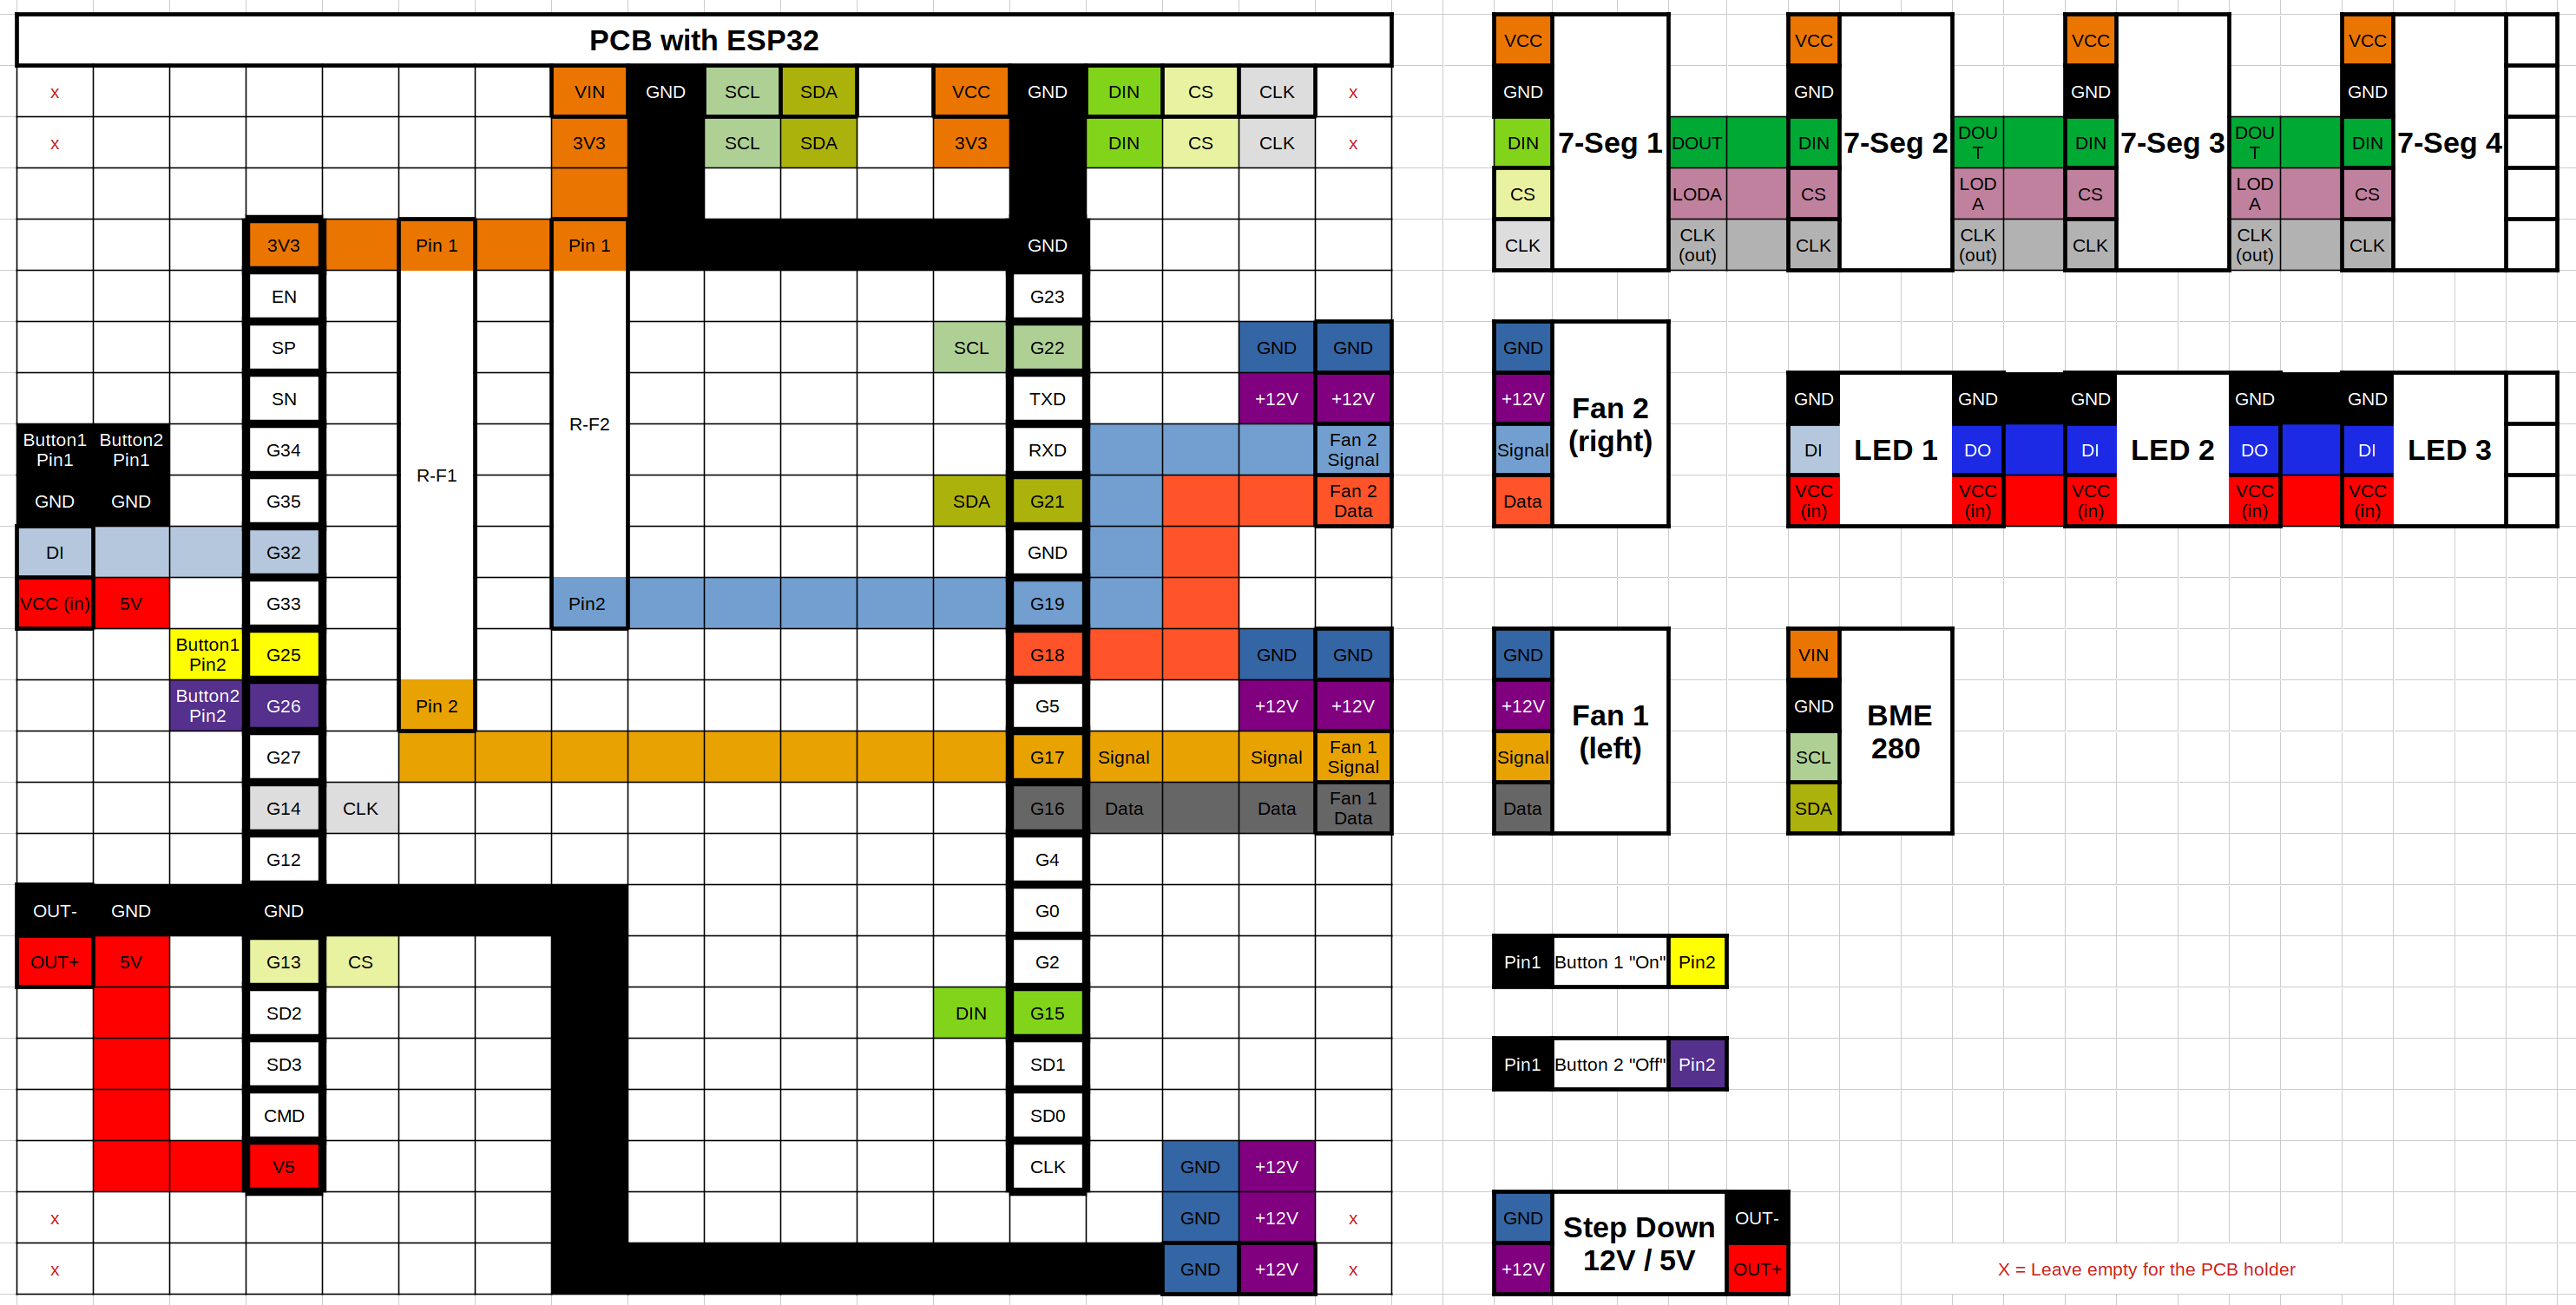 PCB with ESP32
x VIN GND SCL SDA VCC GND DIN CS CLK x
x 3V3 SCL SDA 3V3 DIN CS CLK x
3V3 Pin 1 Pin 1 GND
EN G23
SP SCL G22 GND GND
SN TXD +12V +12V
Button1 Pin1 Button2 Pin1 G34 R-F2 RXD Fan 2 Signal
R-F1
GND GND G35 SDA G21 Fan 2 Data
DI G32 GND
VCC (in) 5V G33 Pin2 G19
Button1 Pin2 G25 G18 GND GND
Button2 Pin2 G26 Pin 2 G5 +12V +12V
G27 G17 Signal Signal Fan 1 Signal
G14 CLK G16 Data Data Fan 1 Data
G12 G4
OUT- GND GND G0
OUT+ 5V G13 CS G2
SD2 DIN G15
SD3 SD1
CMD SD0
V5 CLK GND +12V
x GND +12V x
x GND +12V x
VCC VCC VCC VCC
GND GND GND GND
DIN 7-Seg 1 DOUT DIN 7-Seg 2 DOU
T DIN 7-Seg 3 DOU
T DIN 7-Seg 4
CS LODA CS LOD
A CS LOD
A CS
CLK CLK
(out) CLK CLK
(out) CLK CLK
(out) CLK
GND
+12V
Signal
Data
Fan 2
(right)
GND GND GND GND GND
DI LED 1 DO DI LED 2 DO DI LED 3
VCC
(in) VCC
(in) VCC
(in) VCC
(in) VCC
(in)
GND
+12V
Signal
Data
Fan 1
(left)
VIN
GND
SCL
SDA
BME
280
Pin1 Button 1 "On" Pin2
Pin1 Button 2 "Off" Pin2
GND
+12V
Step Down
12V / 5V
OUT-
OUT+
X = Leave empty for the PCB holder